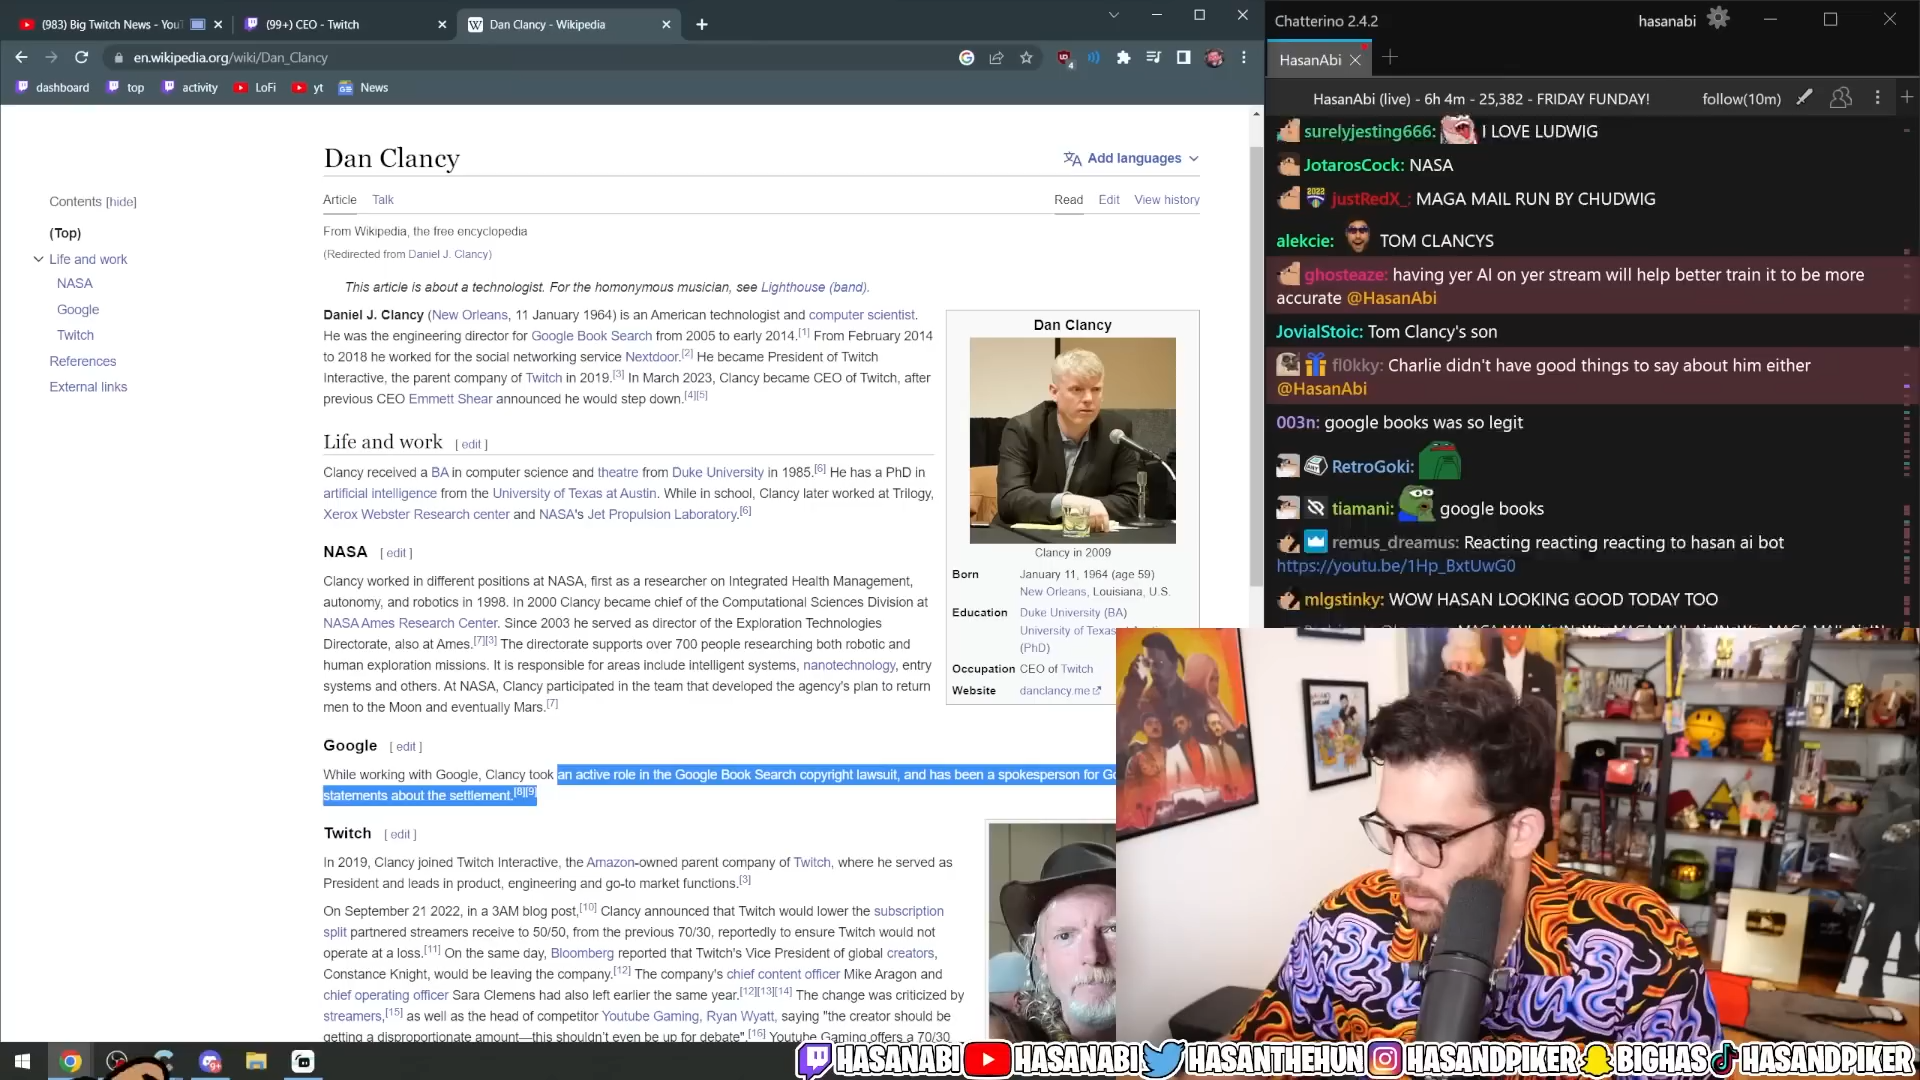 (983) Big Twitch News - You
(99+) CEO - Twitch
Dan Clancy - Wikipedia
en.wikipedia.org/wiki/Dan_Clancy
dashboard
top
activity
LoFi
yt
News
Contents [hide]
(Top)
Life and work
NASA
Google
Twitch
References
External links
Dan Clancy
Add languages
Article
Talk
Read
Edit
View history
From Wikipedia, the free encyclopedia
(Redirected from Daniel J. Clancy)
This article is about a technologist. For the homonymous musician, see Lighthouse (band).
Daniel J. Clancy (New Orleans, 11 January 1964) is an American technologist and computer scientist.
He was the engineering director for Google Book Search from 2005 to early 2014.[1] From February 2014
to 2018 he worked for the social networking service Nextdoor.[2] He became President of Twitch
Interactive, the parent company of Twitch in 2019.[3] In March 2023, Clancy became CEO of Twitch, after
previous CEO Emmett Shear announced he would step down.[4][5]
Life and work [ edit ]
Clancy received a BA in computer science and theatre from Duke University in 1985.[6] He has a PhD in
artificial intelligence from the University of Texas at Austin. While in school, Clancy later worked at Trilogy,
Xerox Webster Research center and NASA's Jet Propulsion Laboratory.[6]
NASA [ edit ]
Clancy worked in different positions at NASA, first as a researcher on Integrated Health Management,
autonomy, and robotics in 1998. In 2000 Clancy became chief of the Computational Sciences Division at
NASA Ames Research Center. Since 2003 he served as director of the Exploration Technologies
Directorate, also at Ames.[7][3] The directorate supports over 700 people researching both robotic and
human exploration missions. It is responsible for areas include intelligent systems, nanotechnology, entry
systems and others. At NASA, Clancy participated in the team that developed the agency's plan to return
men to the Moon and eventually Mars.[7]
Google [ edit ]
While working with Google, Clancy took an active role in the Google Book Search copyright lawsuit, and has been a spokesperson for Go
statements about the settlement.[8][9]
Twitch [ edit ]
In 2019, Clancy joined Twitch Interactive, the Amazon-owned parent company of Twitch, where he served as
President and leads in product, engineering and go-to market functions.[3]
On September 21 2022, in a 3AM blog post,[10] Clancy announced that Twitch would lower the subscription
split partnered streamers receive to 50/50, from the previous 70/30, reportedly to ensure Twitch would not
operate at a loss.[11] On the same day, Bloomberg reported that Twitch's Vice President of global creators,
Constance Knight, would be leaving the company.[12] The company's chief content officer Mike Aragon and
chief operating officer Sara Clemens had also left earlier the same year.[12][13][14] The change was criticized by
streamers,[15] as well as the head of competitor Youtube Gaming, Ryan Wyatt, saying "the creator should be
getting a disproportionate amount—this shouldn't even be up for debate".[16] Youtube Gaming offers a 70/30
Dan Clancy
Clancy in 2009
Born January 11, 1964 (age 59)
New Orleans, Louisiana, U.S.
Education Duke University (BA)
University of Texas
(PhD)
Occupation CEO of Twitch
Website danclancy.me
Chatterino 2.4.2
hasanabi
HasanAbi
HasanAbi (live) - 6h 4m - 25,382 - FRIDAY FUNDAY!
follow(10m)
surelyjesting666: I LOVE LUDWIG
JotarosCock: NASA
justRedX_: MAGA MAIL RUN BY CHUDWIG
alekcie: TOM CLANCYS
ghosteaze: having yer AI on yer stream will help better train it to be more
accurate @HasanAbi
JovialStoic: Tom Clancy's son
fl0kky: Charlie didn't have good things to say about him either
@HasanAbi
003n: google books was so legit
RetroGoki:
tiamani: google books
remus_dreamus: Reacting reacting reacting to hasan ai bot
https://youtu.be/1Hp_BxtUwG0
mlgstinky: WOW HASAN LOOKING GOOD TODAY TOO
HASANABI HASANABI HASANTHEHUN HASANDPIKER BIGHAS HASANDPIKER